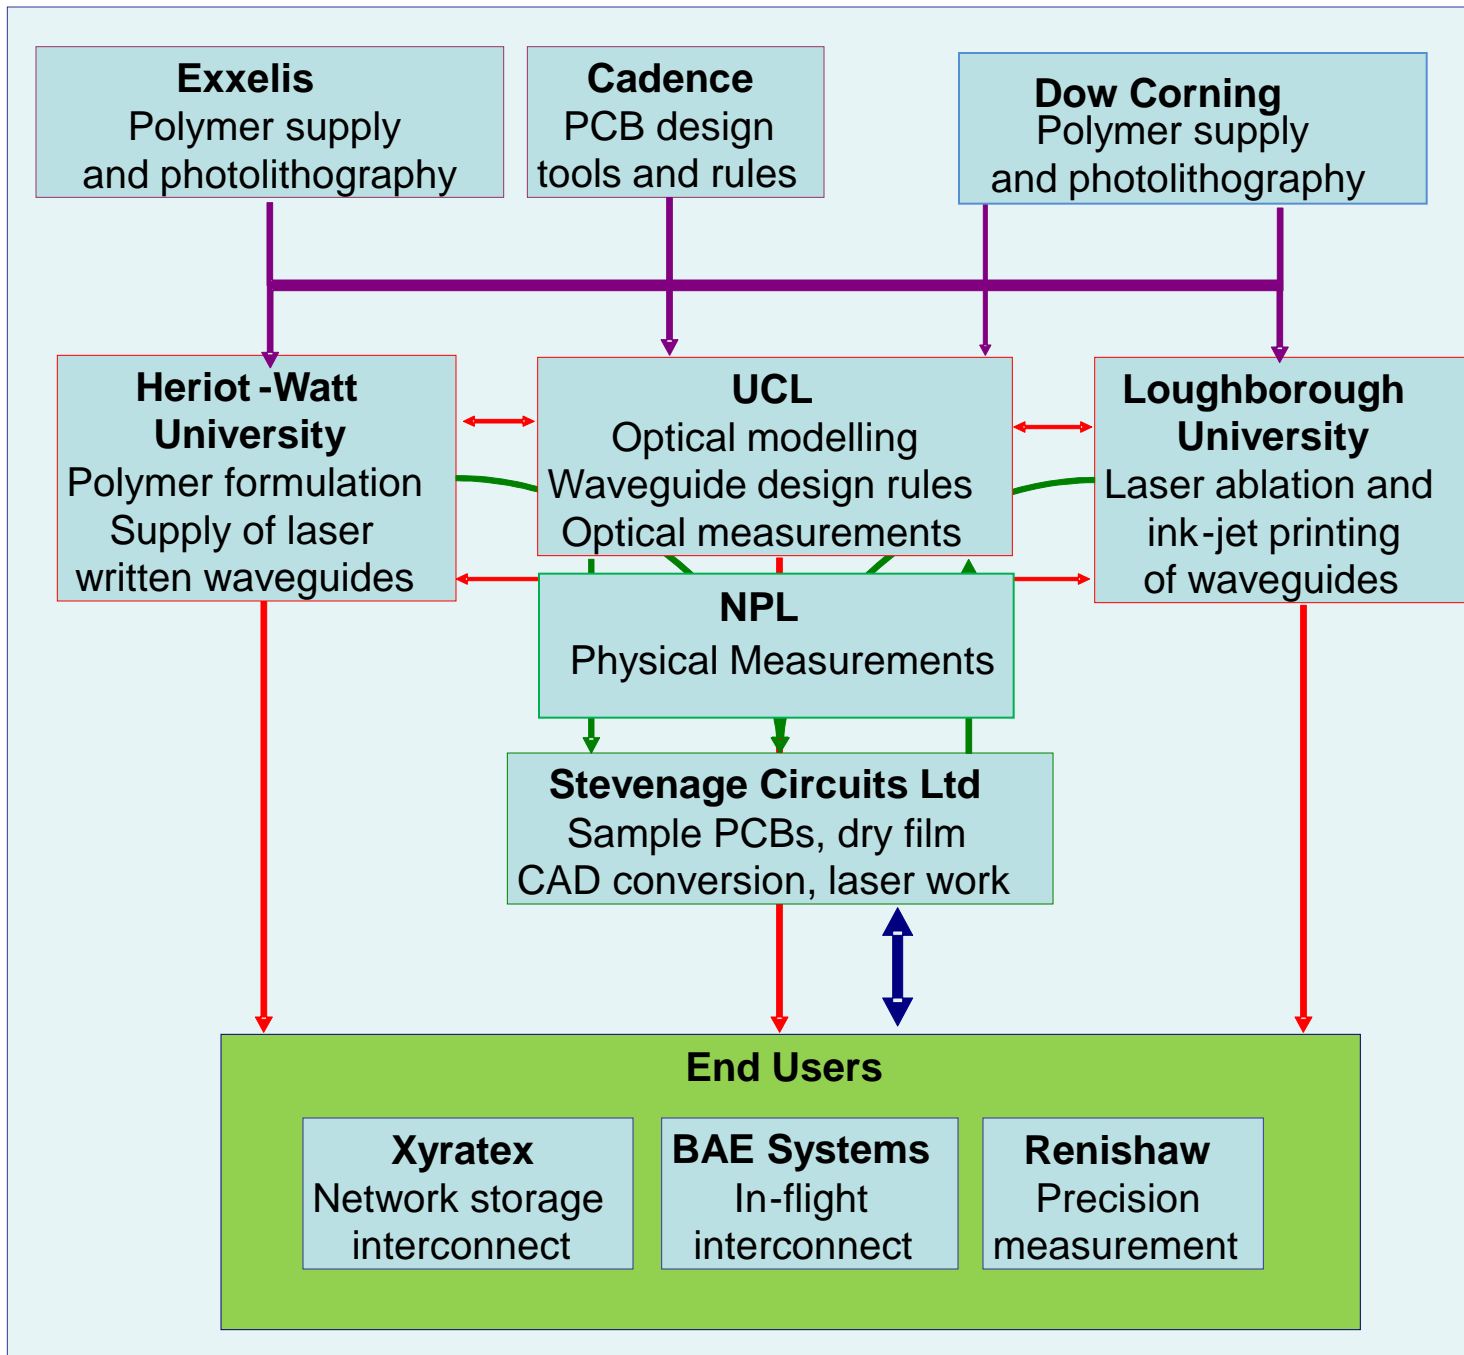 Exxelis
Polymer supply
and photolithography
Cadence
PCB design
tools and rules
Dow Corning
Polymer supply
and photolithography
Heriot-Watt
University
Polymer formulation
Supply of laser
written waveguides
UCL
Optical modelling
Waveguide design rules
Optical measurements
Loughborough
University
Laser ablation and
ink-jet printing
of waveguides
NPL
Physical Measurements
Stevenage Circuits Ltd
Sample PCBs, dry film
CAD conversion, laser work
End Users
Xyratex
Network storage
interconnect
BAE Systems
In-flight
interconnect
Renishaw
Precision
measurement